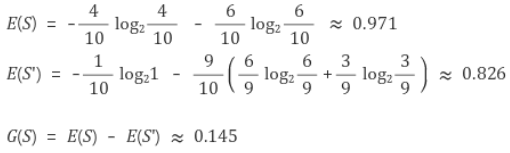 E(S) = -4/10 log₂ 4/10 - 6/10 log₂ 6/10 ≈ 0.971
E(S') = -1/10 log₂1 - 9/10 ( 6/9 log₂ 6/9 + 3/9 log₂ 3/9 ) ≈ 0.826
G(S) = E(S) - E(S') ≈ 0.145